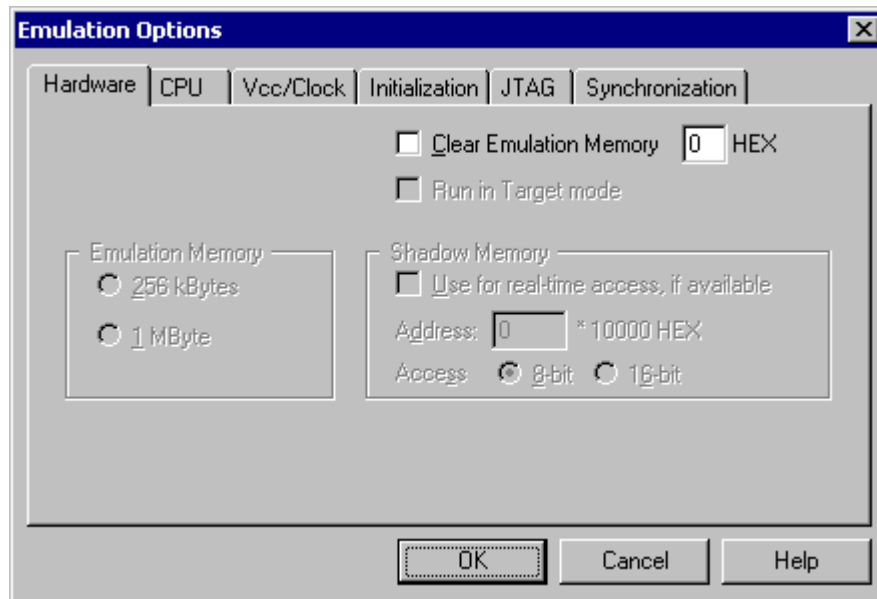 Emulation Options
Hardware CPU Vcc/Clock Initialization JTAG Synchronization
Clear Emulation Memory 0 HEX
Run in Target mode
Emulation Memory
256 kBytes
1 MByte
Shadow Memory
Use for real-time access, if available
Address: 0 * 10000 HEX
Access 8-bit 16-bit
OK Cancel Help